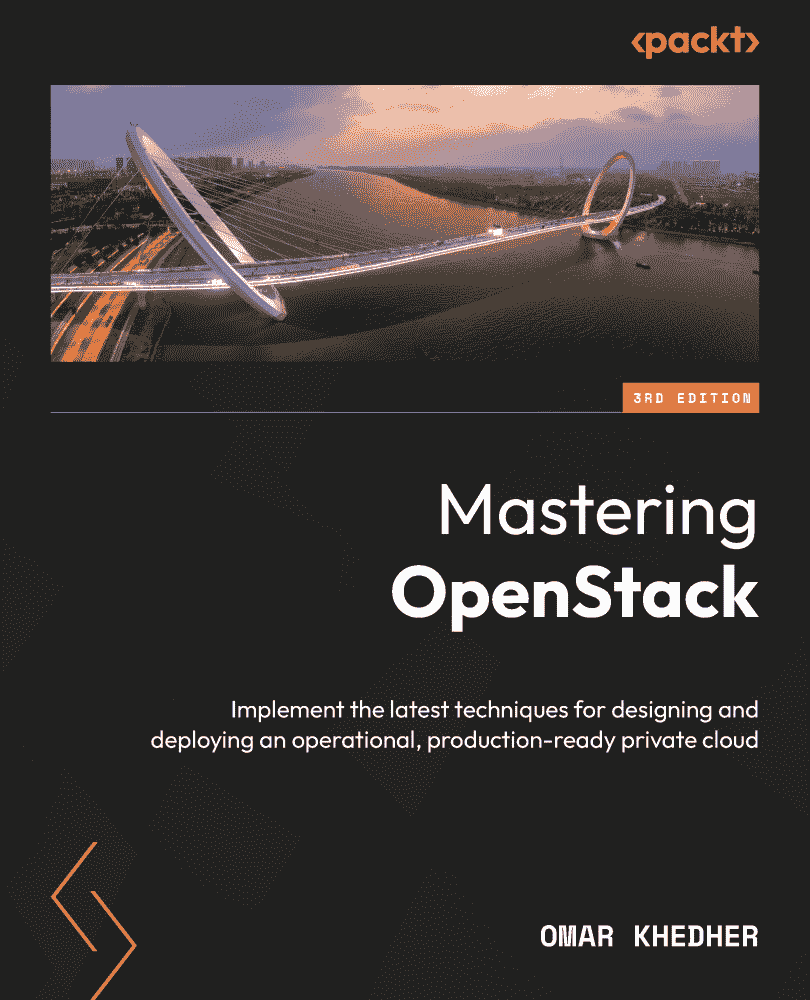 <packt>
3RD EDITION
Mastering
OpenStack
Implement the latest techniques for designing and
deploying an operational, production-ready private cloud
OMAR KHEDHER